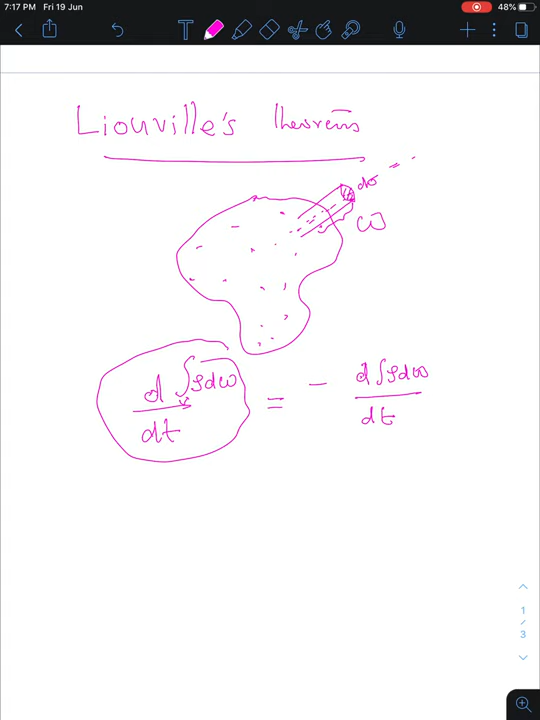 7:17 PM Fri 19 Jun
48%
Liouville's theorem
dσ = -
ω
d ∫ρdω / dt = - d ∫ρdω / dt
1
/
3